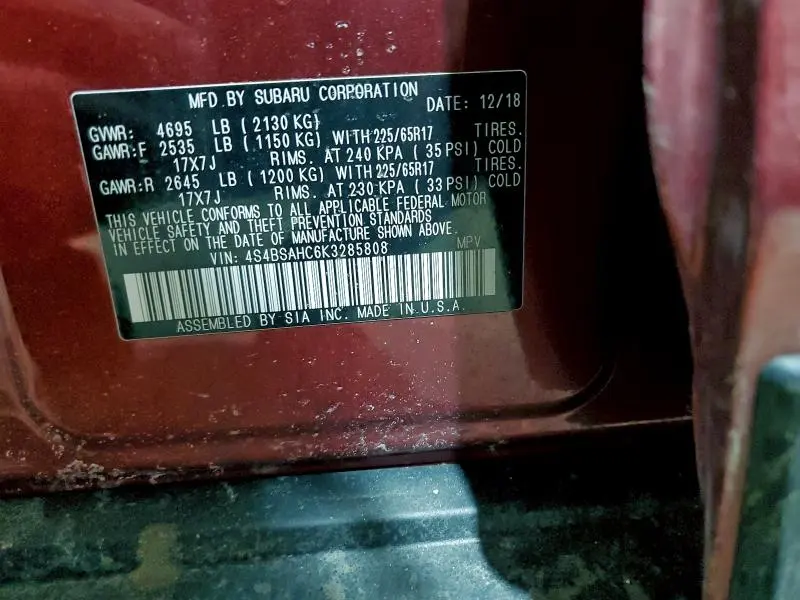 MFD.BY SUBARU CORPORATION DATE: 12/18
GVWR: 4695 LB ( 2130 KG)
GAWR:F 2535 LB ( 1150 KG) WITH 225/65R17 TIRES.
17X7J RIMS. AT 240 KPA ( 35 PSI) COLD
GAWR:R 2645 LB ( 1200 KG) WITH 225/65R17 TIRES.
17X7J RIMS. AT 230 KPA ( 33 PSI) COLD
THIS VEHICLE CONFORMS TO ALL APPLICABLE FEDERAL MOTOR
VEHICLE SAFETY AND THEFT PREVENTION STANDARDS
IN EFFECT ON THE DATE OF MANUFACTURE SHOWN ABOVE.
VIN: 4S4BSAHC6K3285808 MPV
ASSEMBLED BY SIA INC. MADE IN U.S.A.